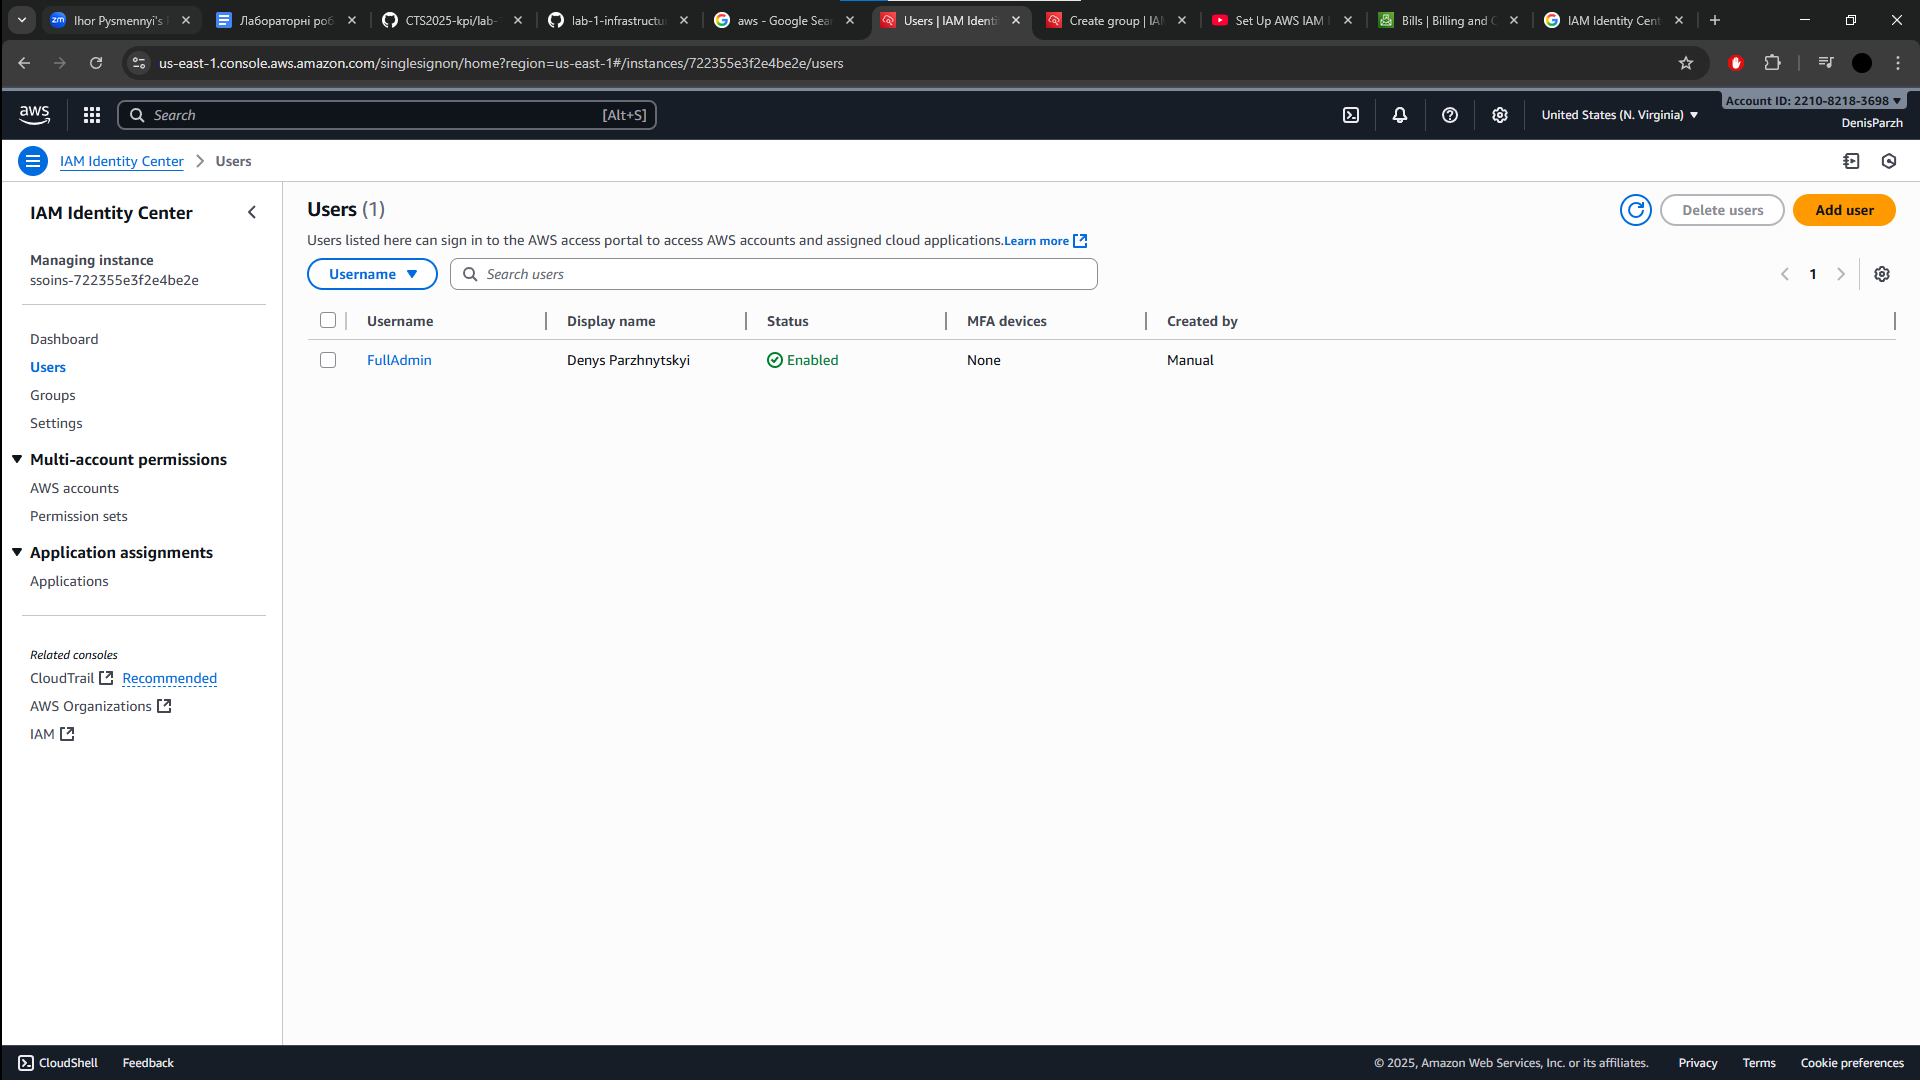 Ihor Pysmennyi's
Лабораторні роб
CTS2025-kpi/lab-
lab-1-infrastructu
aws - Google Sear
Users | IAM Identi
Create group | IAM
Set Up AWS IAM
Bills | Billing and C
IAM Identity Cent
us-east-1.console.aws.amazon.com/singlesignon/home?region=us-east-1#/instances/722355e3f2e4be2e/users
aws
Search
[Alt+S]
United States (N. Virginia)
Account ID: 2210-8218-3698
DenisParzh
IAM Identity Center
Users
IAM Identity Center
Managing instance
ssoins-722355e3f2e4be2e
Dashboard
Users
Groups
Settings
Multi-account permissions
AWS accounts
Permission sets
Application assignments
Applications
Related consoles
CloudTrail Recommended
AWS Organizations
IAM
Users (1)
Delete users
Add user
Users listed here can sign in to the AWS access portal to access AWS accounts and assigned cloud applications. Learn more
Username
Search users
1
Username Display name Status MFA devices Created by
FullAdmin Denys Parzhnytskyi Enabled None Manual
CloudShell Feedback
© 2025, Amazon Web Services, Inc. or its affiliates. Privacy Terms Cookie preferences